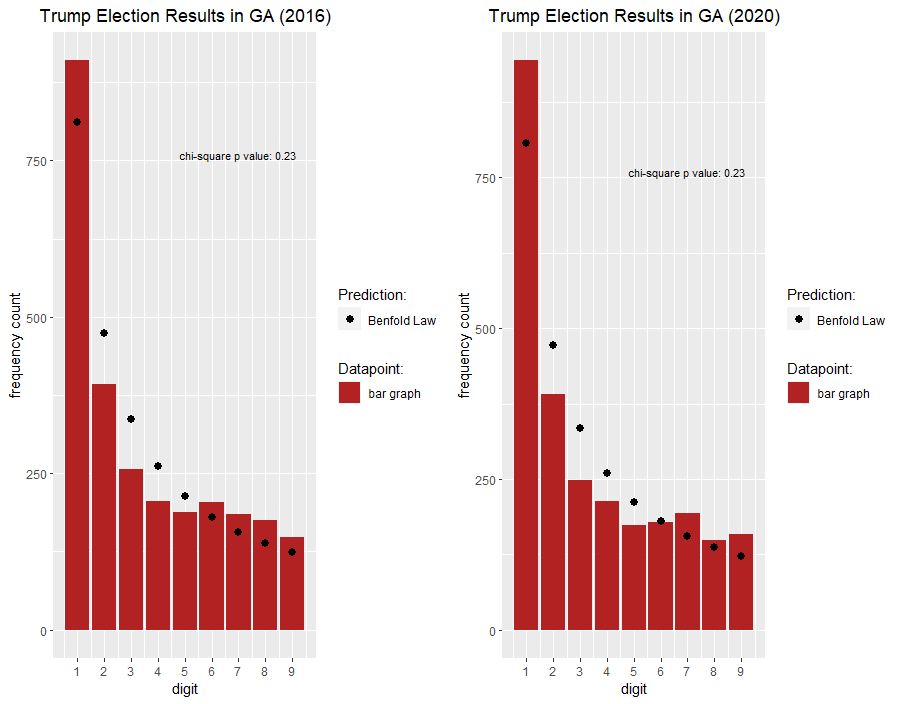 Trump Election Results in GA (2016)
frequency count
750
500
250
0
chi-square p value: 0.23
1 2 3 4 5 6 7 8 9
digit
Prediction:
Benfold Law
Datapoint:
bar graph
Trump Election Results in GA (2020)
frequency count
750
500
250
0
chi-square p value: 0.23
1 2 3 4 5 6 7 8 9
digit
Prediction:
Benfold Law
Datapoint:
bar graph